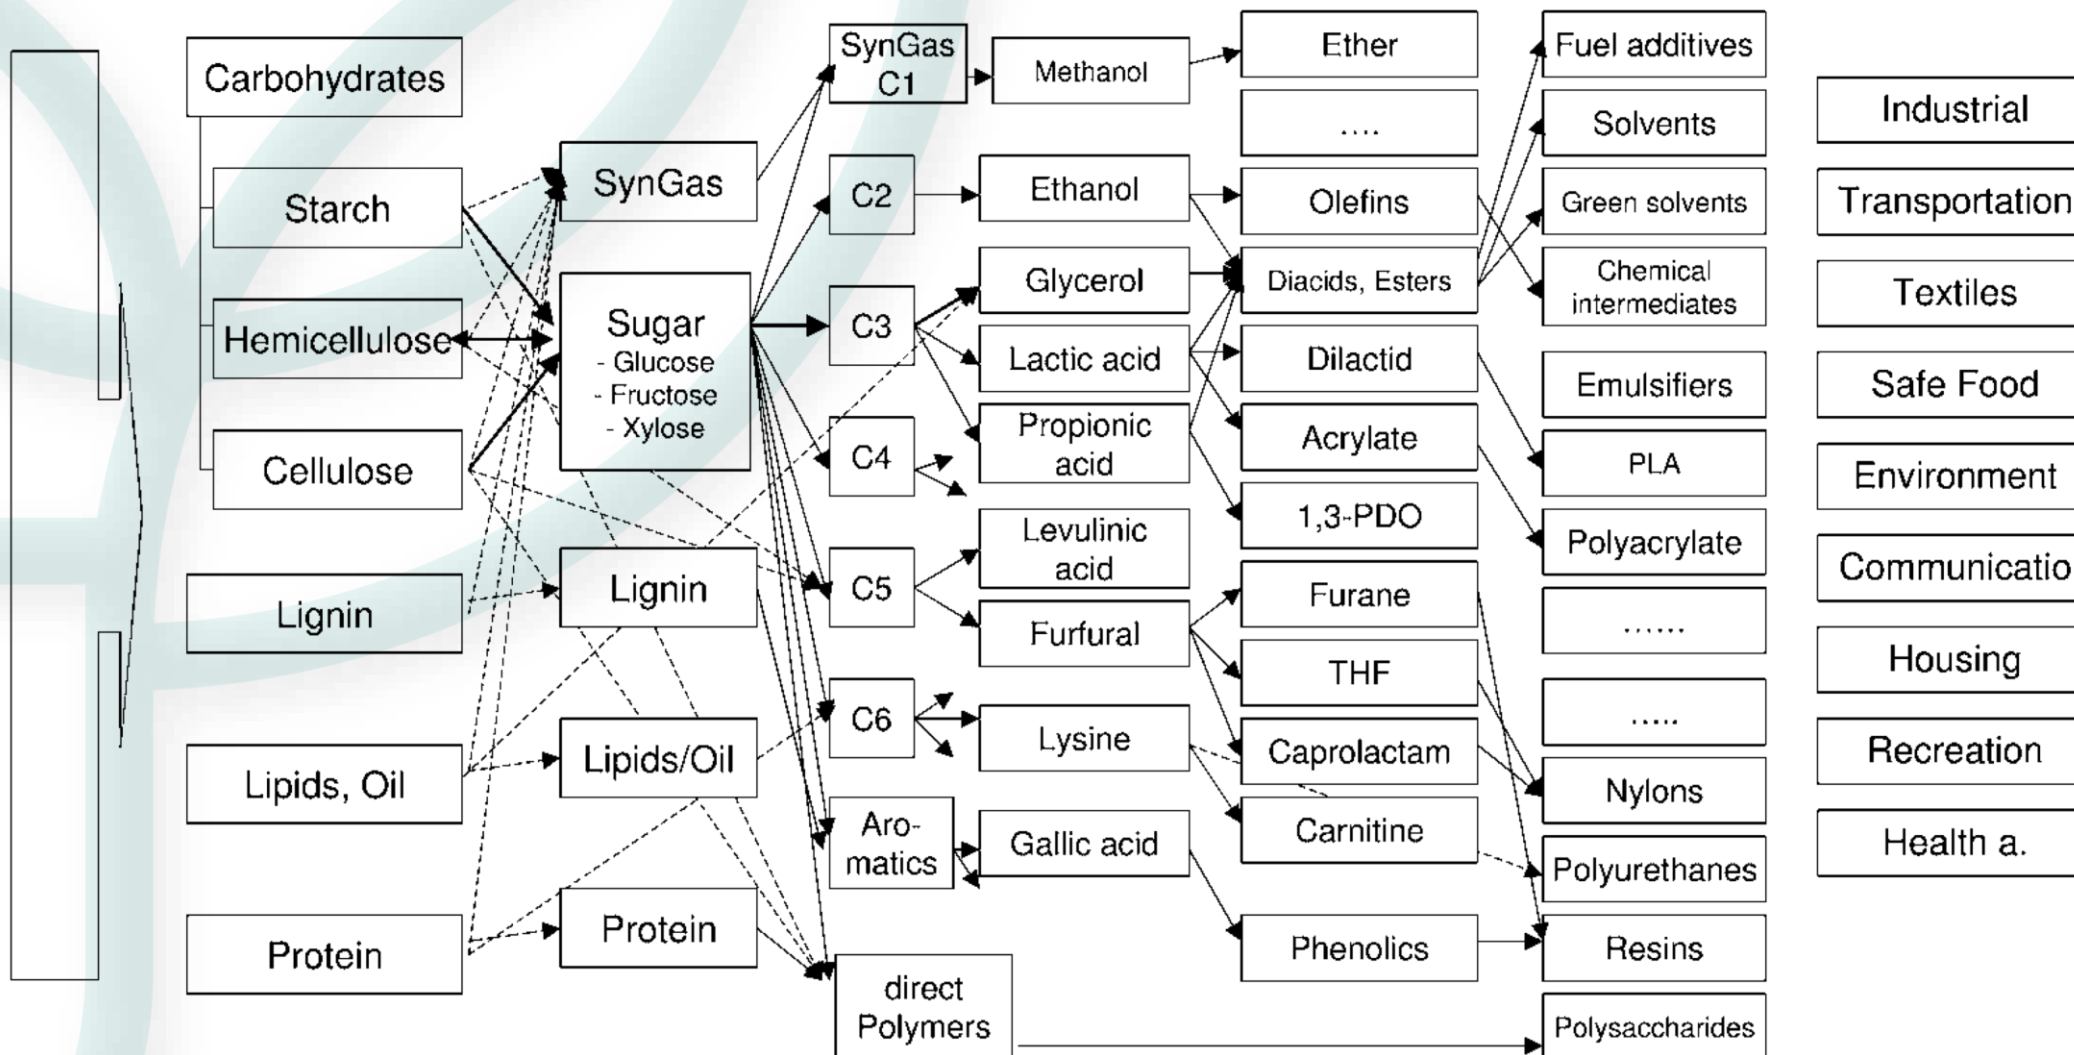 Carbohydrates
Starch
Hemicellulose
Cellulose
Lignin
Lipids, Oil
Protein
SynGas
Sugar
- Glucose
- Fructose
- Xylose
Lignin
Lipids/Oil
Protein
SynGas
C1
C2
C3
C4
C5
C6
Aro-
matics
direct
Polymers
Methanol
Ethanol
Glycerol
Lactic acid
Propionic
acid
Levulinic
acid
Furfural
Lysine
Gallic acid
Ether
....
Olefins
Diacids, Esters
Dilactid
Acrylate
1,3-PDO
Furane
THF
Caprolactam
Carnitine
Phenolics
Fuel additives
Solvents
Green solvents
Chemical
intermediates
Emulsifiers
PLA
Polyacrylate
......
.....
Nylons
Polyurethanes
Resins
Polysaccharides
Industrial
Transportation
Textiles
Safe Food
Environment
Communicatio
Housing
Recreation
Health a.